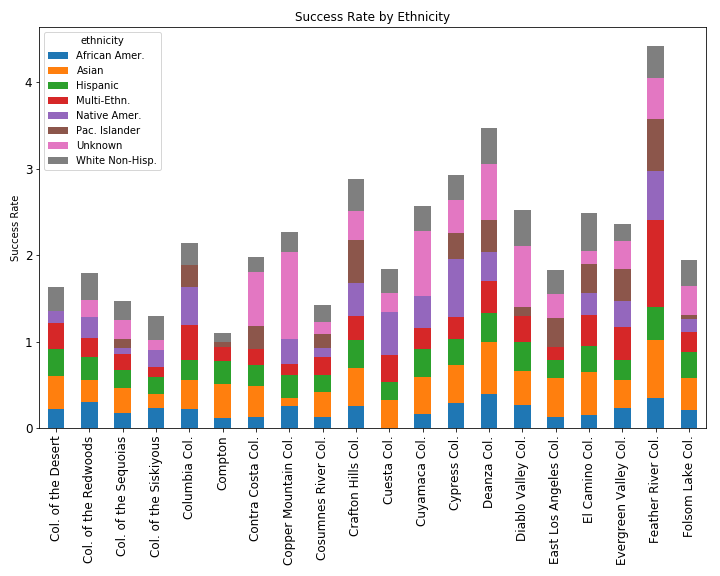 Success Rate by Ethnicity
ethnicity
African Amer.
Asian
Hispanic
Multi-Ethn.
Native Amer.
Pac. Islander
Unknown
White Non-Hisp.
Success Rate
4
3
2
1
0
Col. of the Desert
Col. of the Redwoods
Col. of the Sequoias
Col. of the Siskiyous
Columbia Col.
Compton
Contra Costa Col.
Copper Mountain Col.
Cosumnes River Col.
Crafton Hills Col.
Cuesta Col.
Cuyamaca Col.
Cypress Col.
Deanza Col.
Diablo Valley Col.
East Los Angeles Col.
El Camino Col.
Evergreen Valley Col.
Feather River Col.
Folsom Lake Col.